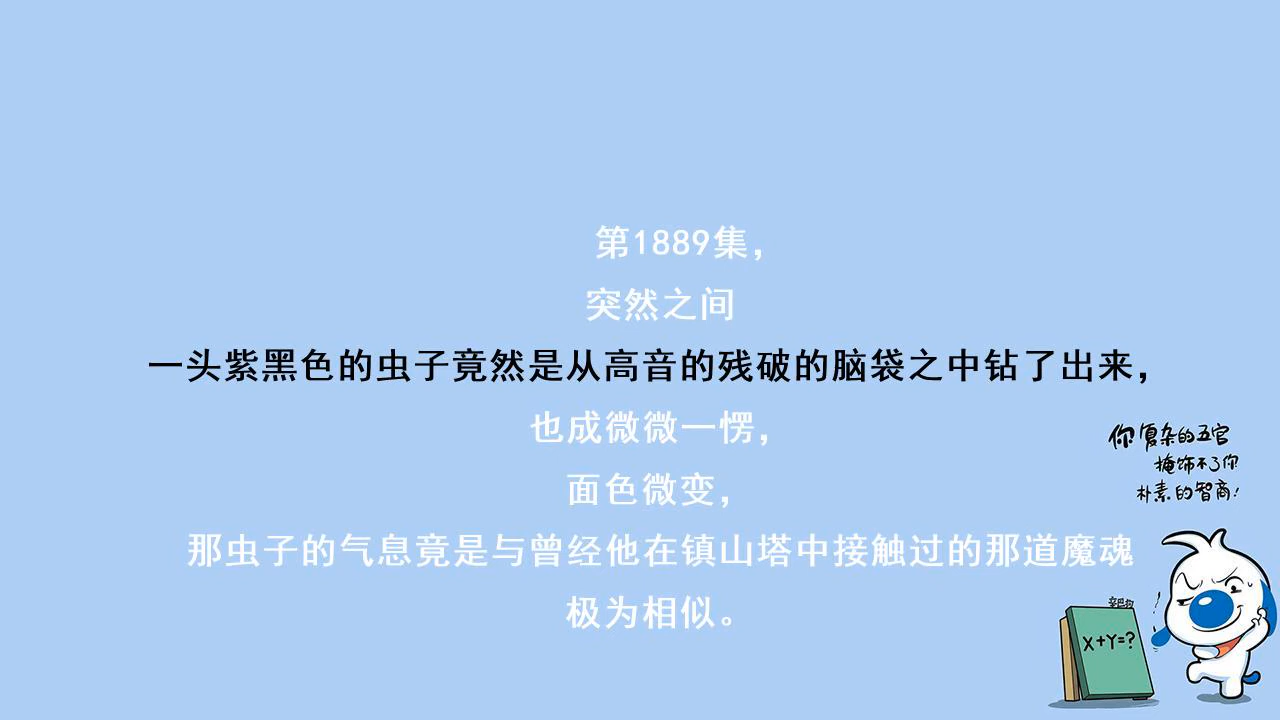 第1889集，
突然之间
一头紫黑色的虫子竟然是从高音的残破的脑袋之中钻了出来，
也成微微一愣，
面色微变，
那虫子的气息竟是与曾经他在镇山塔中接触过的那道魔魂
极为相似。
你复杂的五官
掩饰不了你
朴素的智商！
X+Y=?